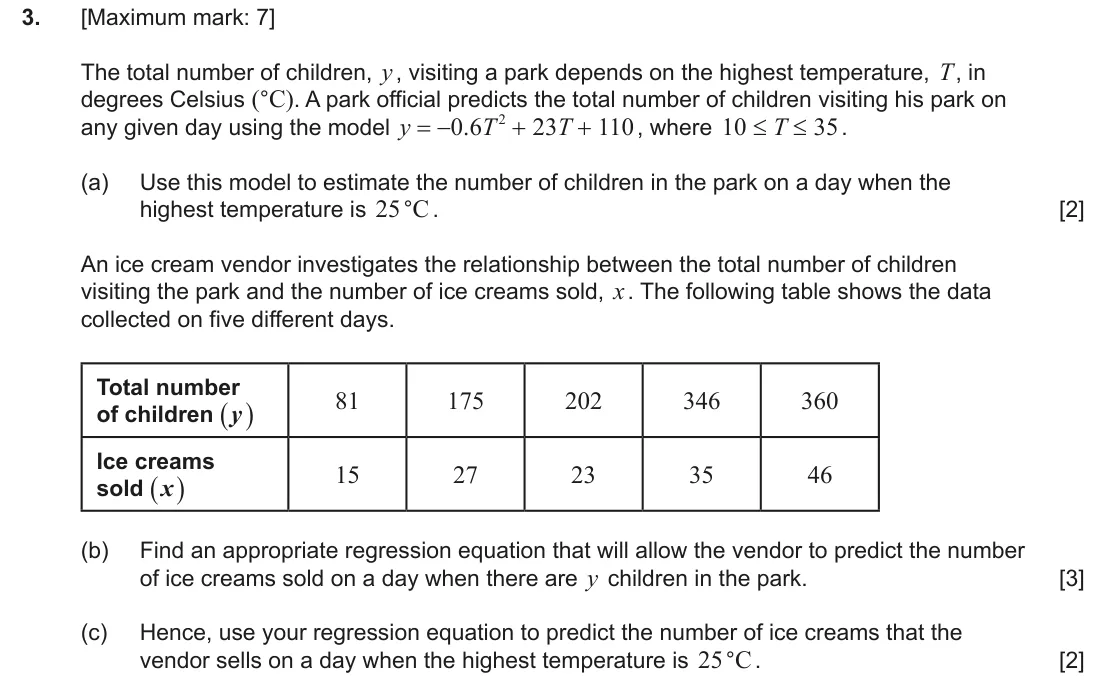 3. [Maximum mark: 7]
The total number of children, y, visiting a park depends on the highest temperature, T, in
degrees Celsius (°C). A park official predicts the total number of children visiting his park on
any given day using the model y = −0.6T² + 23T + 110, where 10 ≤ T ≤ 35.
(a) Use this model to estimate the number of children in the park on a day when the
highest temperature is 25 °C. [2]
An ice cream vendor investigates the relationship between the total number of children
visiting the park and the number of ice creams sold, x. The following table shows the data
collected on five different days.
Total number
of children (y) 81 175 202 346 360
Ice creams
sold (x) 15 27 23 35 46
(b) Find an appropriate regression equation that will allow the vendor to predict the number
of ice creams sold on a day when there are y children in the park. [3]
(c) Hence, use your regression equation to predict the number of ice creams that the
vendor sells on a day when the highest temperature is 25 °C. [2]